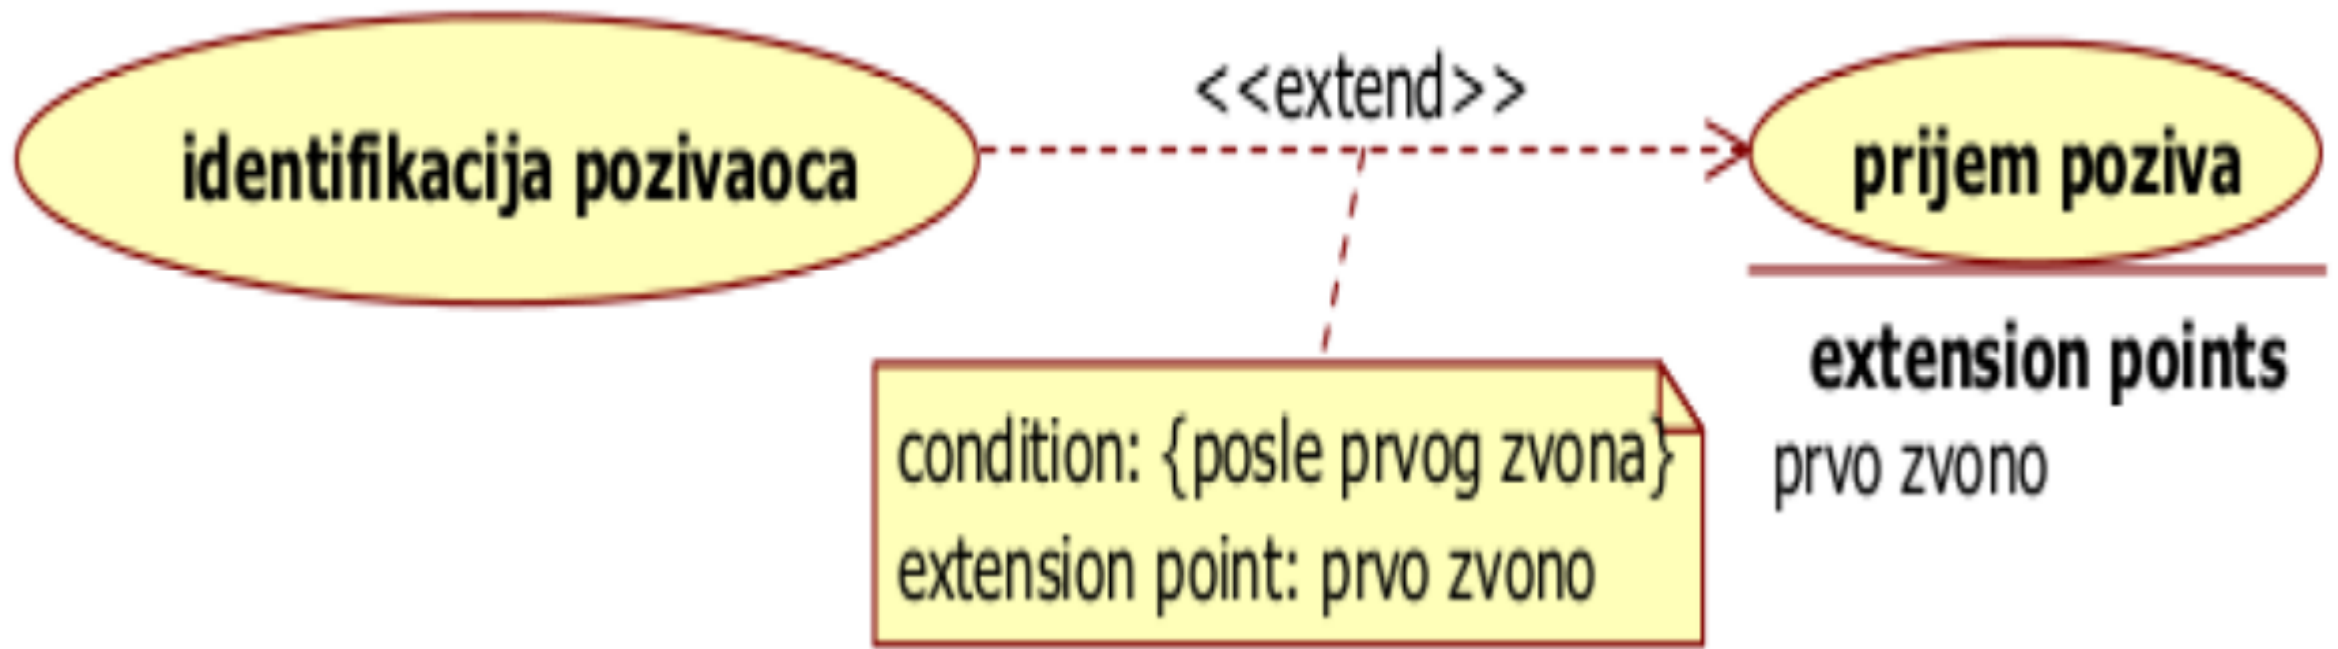 identifikacija pozivaoca
<<extend>>
prijem poziva
extension points
prvo zvono
condition: {posle prvog zvona}
extension point: prvo zvono